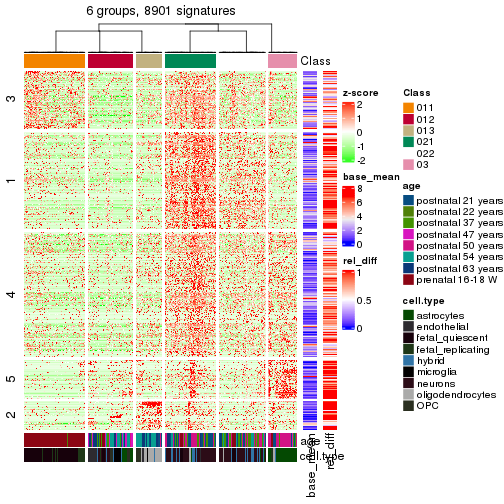 6 groups, 8901 signatures
Class
3
1
4
5
2
age
cell.type
base_mean
rel_diff
z-score
2
1
0
-1
-2
base_mean
8
6
4
2
0
rel_diff
1
0.5
0
Class
011
012
013
021
022
03
age
postnatal 21 years
postnatal 22 years
postnatal 37 years
postnatal 47 years
postnatal 50 years
postnatal 54 years
postnatal 63 years
prenatal 16-18 W
cell.type
astrocytes
endothelial
fetal_quiescent
fetal_replicating
hybrid
microglia
neurons
oligodendrocytes
OPC